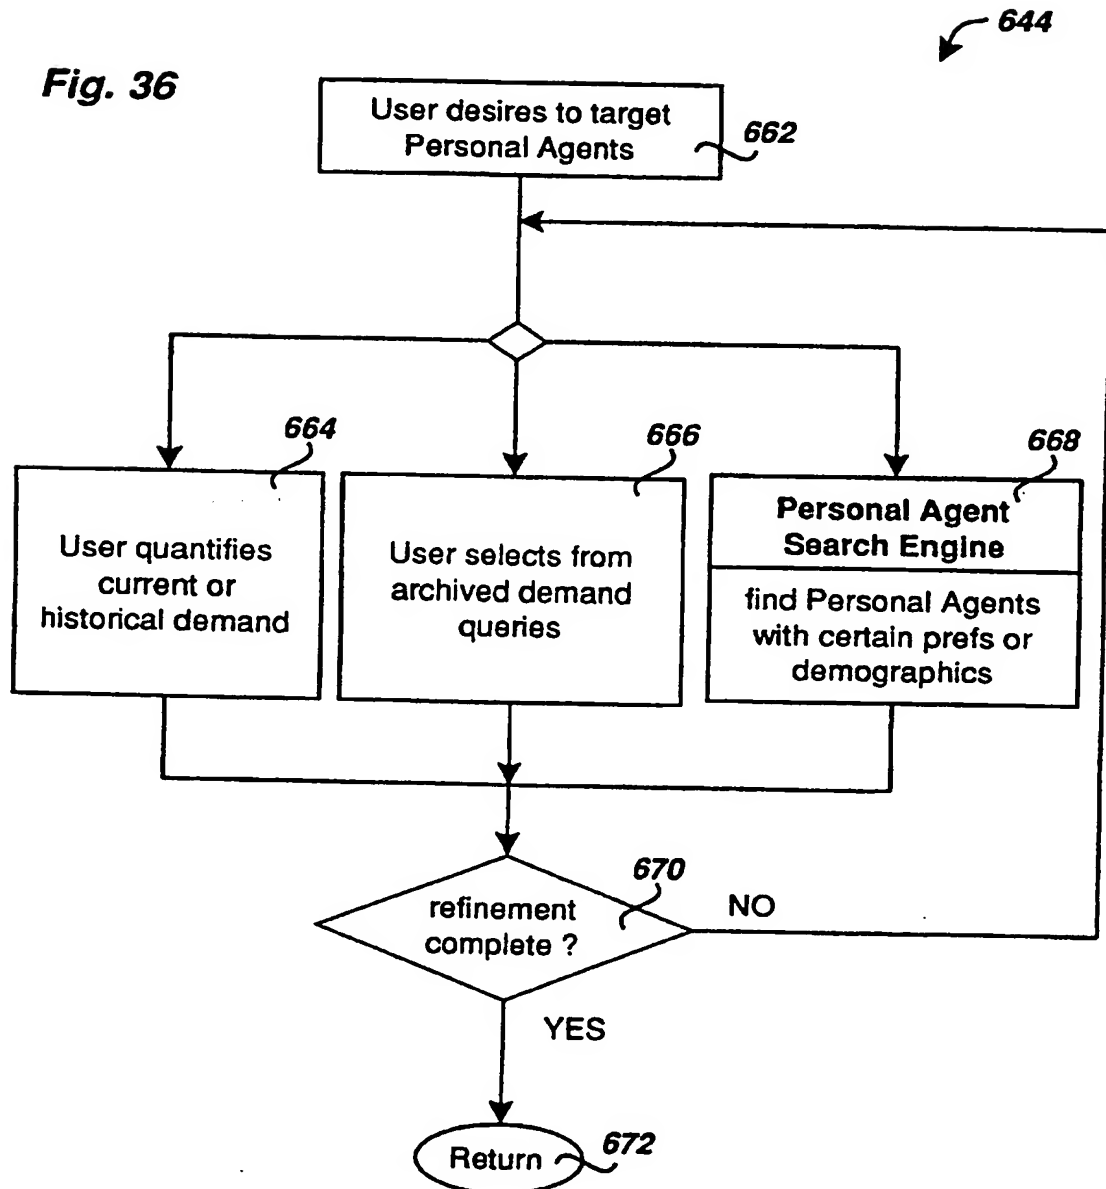 644
Fig. 36
User desires to target
Personal Agents
662
664
666
668
User quantifies
current or
historical demand
User selects from
archived demand
queries
Personal Agent
Search Engine
find Personal Agents
with certain prefs or
demographics
670
refinement
complete ?
NO
YES
Return
672